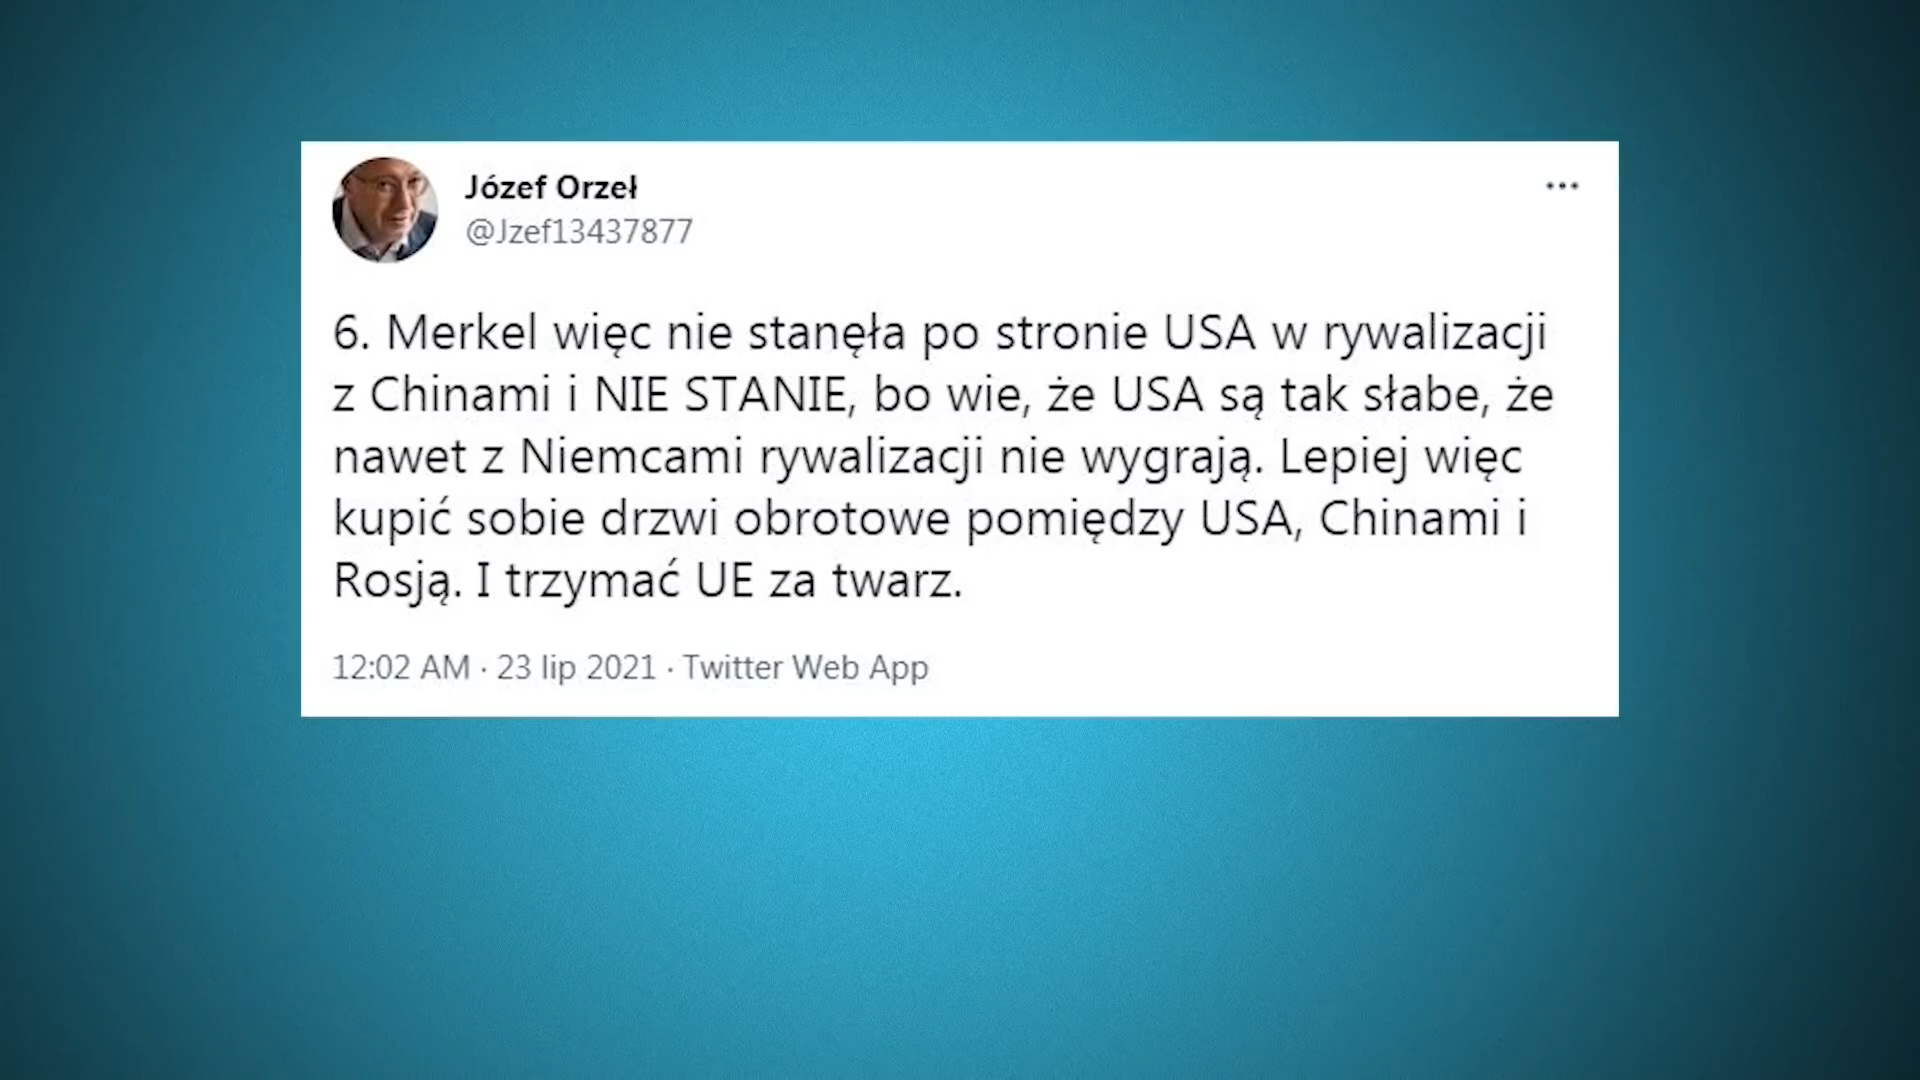 Józef Orzeł
@Jzef13437877
6. Merkel więc nie stanęła po stronie USA w rywalizacji
z Chinami i NIE STANIE, bo wie, że USA są tak słabe, że
nawet z Niemcami rywalizacji nie wygrają. Lepiej więc
kupić sobie drzwi obrotowe pomiędzy USA, Chinami i
Rosją. I trzymać UE za twarz.
12:02 AM · 23 lip 2021 · Twitter Web App